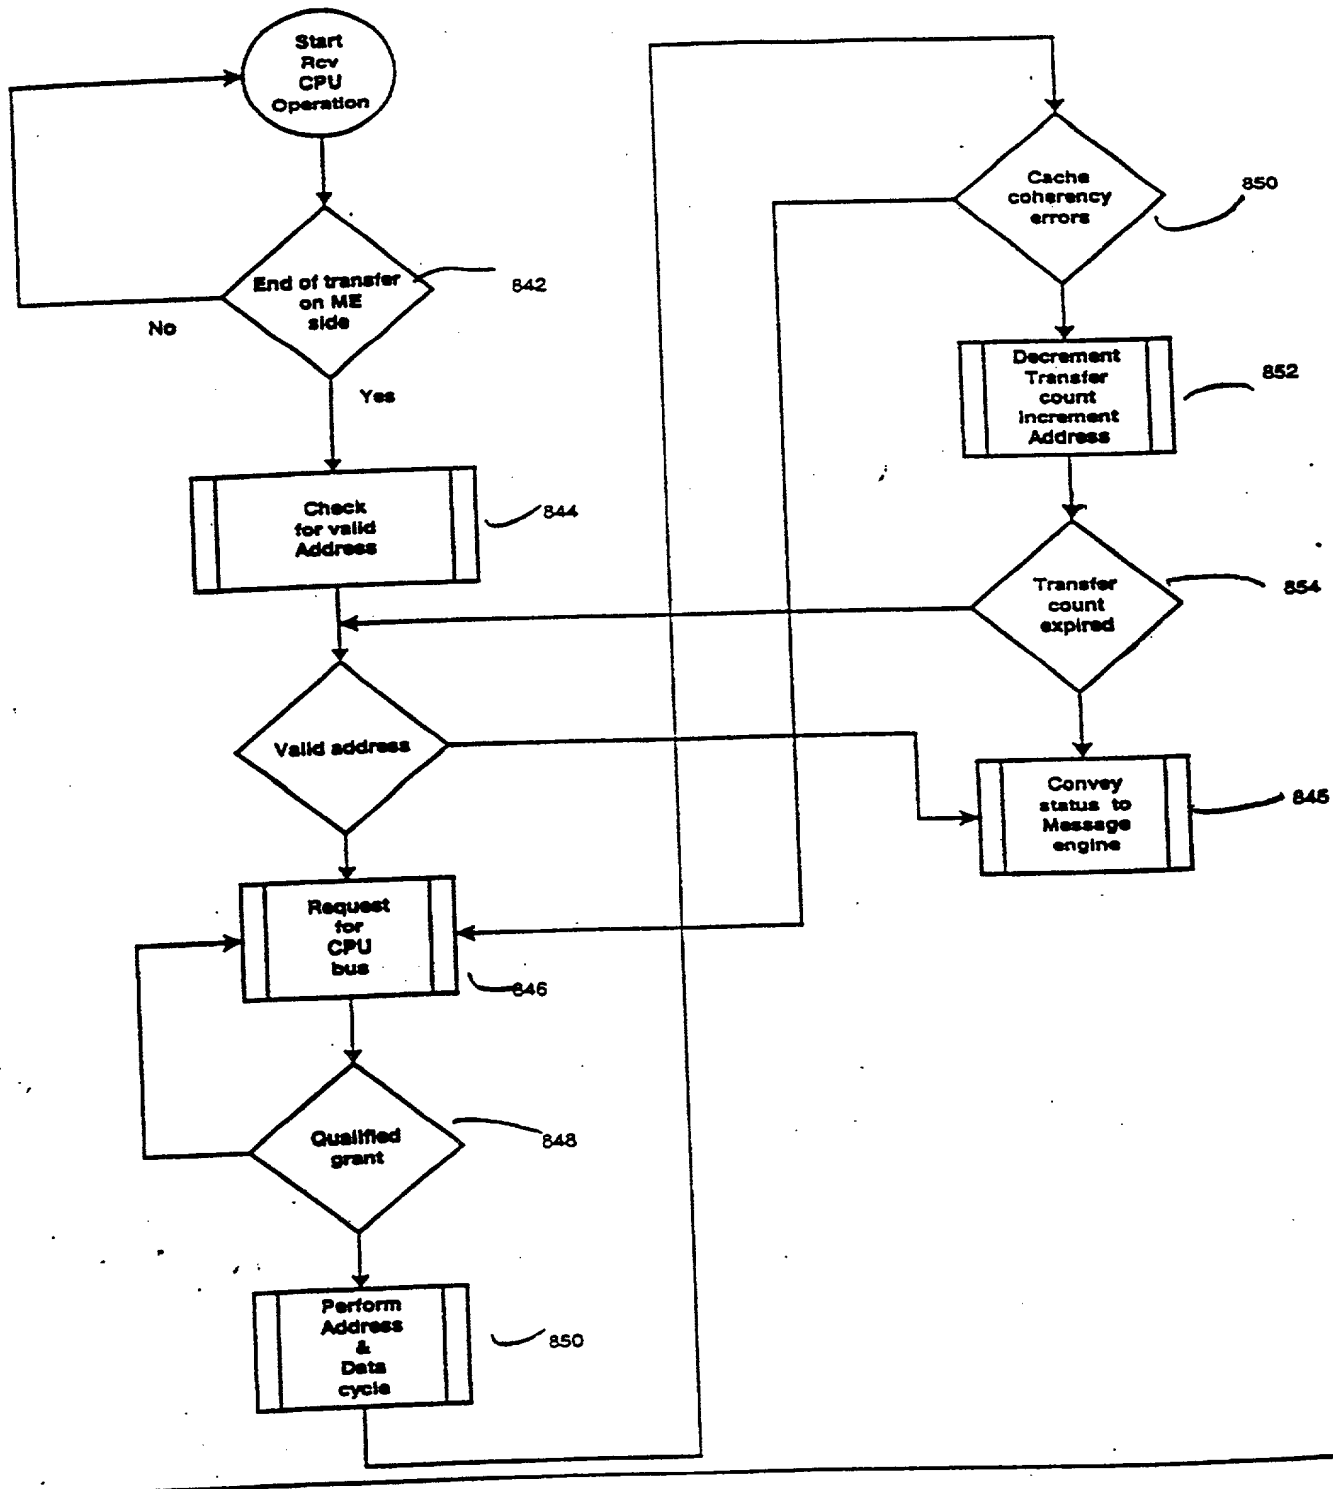 Start
Rcv
CPU
Operation
End of transfer
on ME
side
842
No
Yes
Check
for valid
Address
844
Valid address
Request
for
CPU
bus
846
Qualified
grant
848
Perform
Address
&
Data
cycle
850
Cache
coherency
errors
850
Decrement
Transfer
count
Increment
Address
852
Transfer
count
expired
854
Convey
status to
Message
engine
845